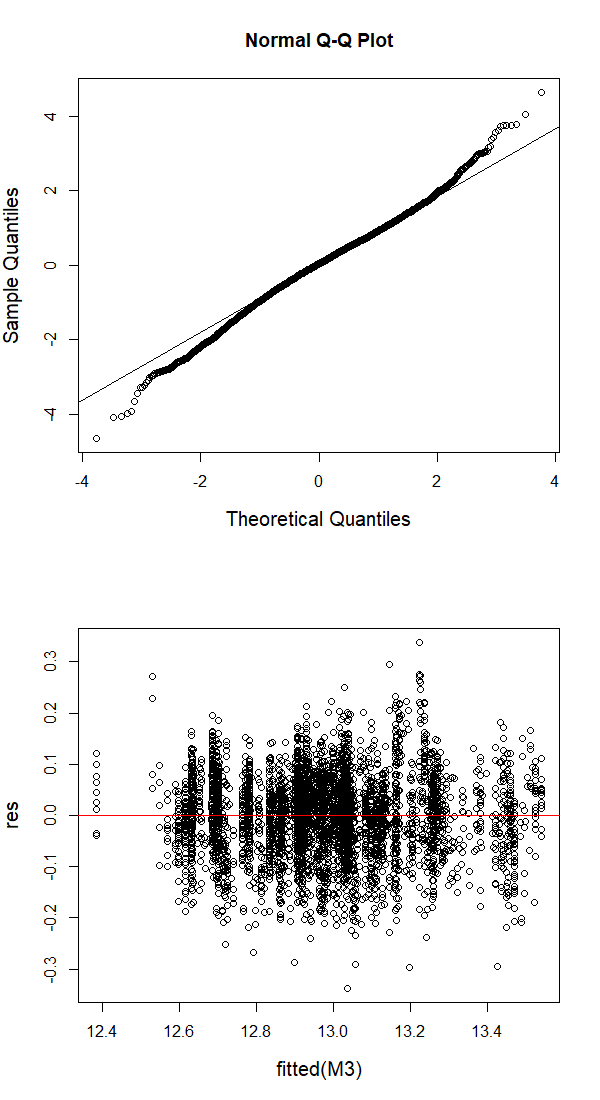 Normal Q-Q Plot
4
2
0
-2
-4
Sample Quantiles
-4 -2 0 2 4
Theoretical Quantiles
0.3
0.2
0.1
0.0
-0.1
-0.2
-0.3
res
12.4 12.6 12.8 13.0 13.2 13.4
fitted(M3)